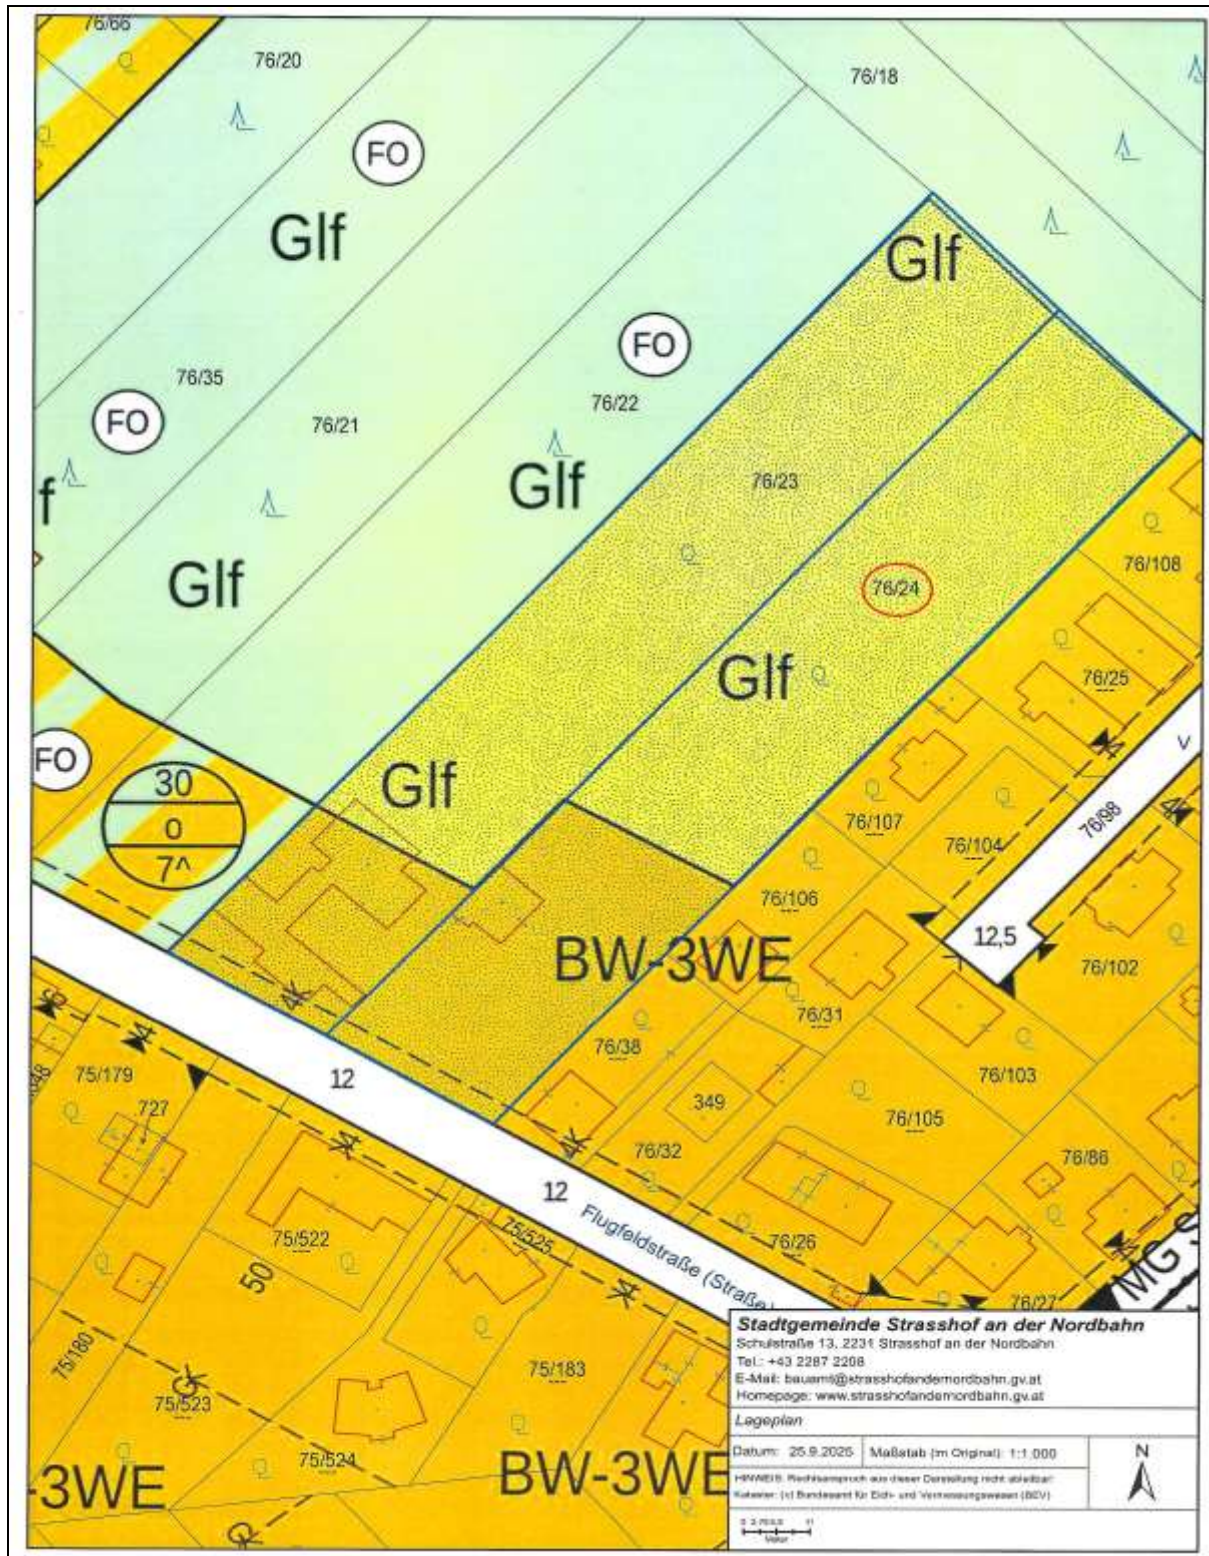 76/66
76/20
76/18
FO
Glf
Glf
FO
76/35
76/22
FO
76/21
76/23
Glf
f
76/108
Glf
76/24
Glf
76/25
FO
30
Glf
V
0
76/107
76/98
7^
76/104
76/106
BW-3WE
12,5
76/102
4K
76/31
76/38
75/179
12
76/103
349
727
76/105
76/32
4K
76/86
12
Flugfeldstraße (Straße)
75/522
75/525
76/26
50
MG S
76/27
75/180
75/183
75/523
75/524
-3WE
BW-3WE
Stadtgemeinde Strasshof an der Nordbahn
Schulstraße 13, 2231 Strasshof an der Nordbahn
Tel.: +43 2287 2208
E-Mail: bauamt@strasshofandernordbahn.gv.at
Homepage: www.strasshofandernordbahn.gv.at
Lageplan
Datum: 25.9.2025 Maßstab (im Original): 1:1 000
N
HINWEIS: Rechtsanspruch aus dieser Darstellung nicht ableitbar!
Kataster: (c) Bundesamt für Eich- und Vermessungswesen (BEV)
Meter